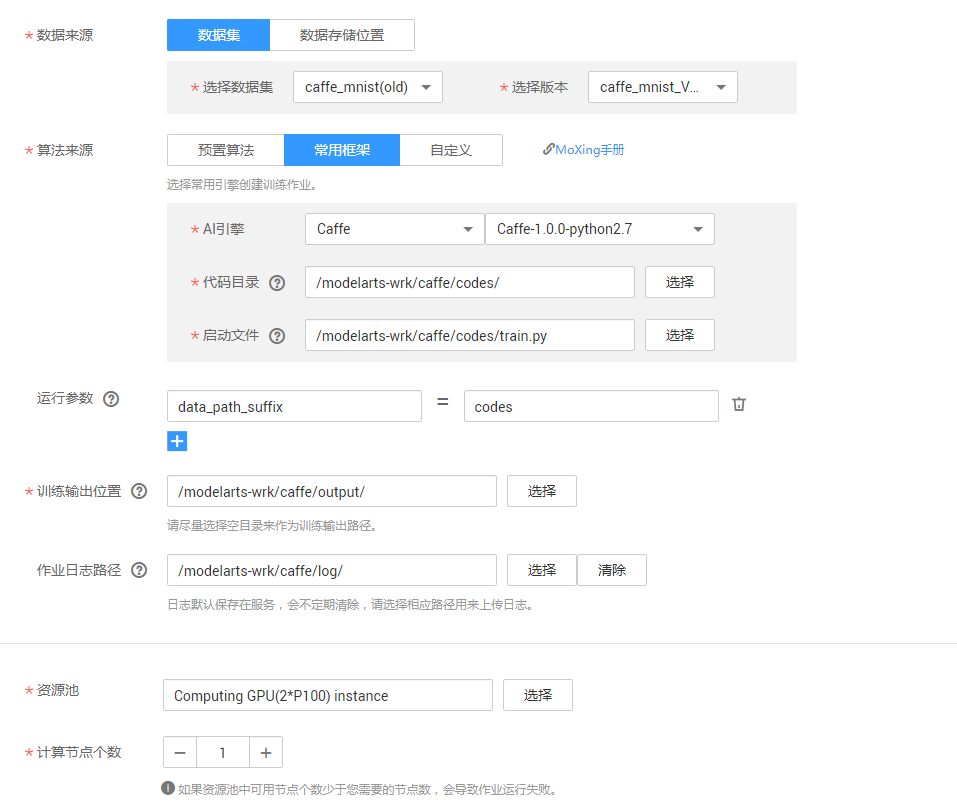 * 数据来源 数据集 数据存储位置
* 选择数据集 caffe_mnist(old) * 选择版本 caffe_mnist_V...
* 算法来源 预置算法 常用框架 自定义 MoXing手册
选择常用引擎创建训练作业。
* AI引擎 Caffe Caffe-1.0.0-python2.7
* 代码目录 ? /modelarts-wrk/caffe/codes/ 选择
* 启动文件 ? /modelarts-wrk/caffe/codes/train.py 选择
运行参数 ? data_path_suffix = codes
+
* 训练输出位置 ? /modelarts-wrk/caffe/output/ 选择
请尽量选择空目录来作为训练输出路径。
作业日志路径 ? /modelarts-wrk/caffe/log/ 选择 清除
日志默认保存在服务，会不定期清除，请选择相应路径用来上传日志。
* 资源池 Computing GPU(2*P100) instance 选择
* 计算节点个数 − 1 +
如果资源池中可用节点个数少于您需要的节点数，会导致作业运行失败。